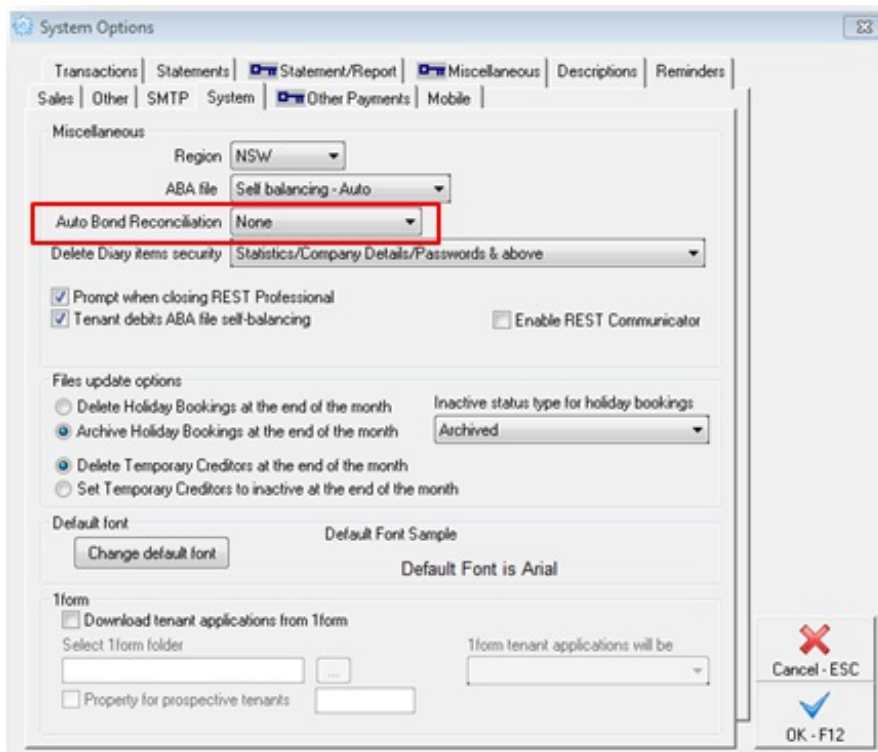 System Options
Transactions Statements Statement/Report Miscellaneous Descriptions Reminders
Sales Other SMTP System Other Payments Mobile
Miscellaneous
Region NSW
ABA file Self balancing - Auto
Auto Bond Reconciliation None
Delete Diary items security Statistics/Company Details/Passwords & above
Prompt when closing REST Professional
Tenant debits ABA file self-balancing Enable REST Communicator
Files update options
Delete Holiday Bookings at the end of the month Inactive status type for holiday bookings
Archive Holiday Bookings at the end of the month Archived
Delete Temporary Creditors at the end of the month
Set Temporary Creditors to inactive at the end of the month
Default font Default Font Sample
Change default font Default Font is Arial
1form
Download tenant applications from 1form
Select 1form folder 1form tenant applications will be
...
Property for prospective tenants
Cancel - ESC
OK - F12